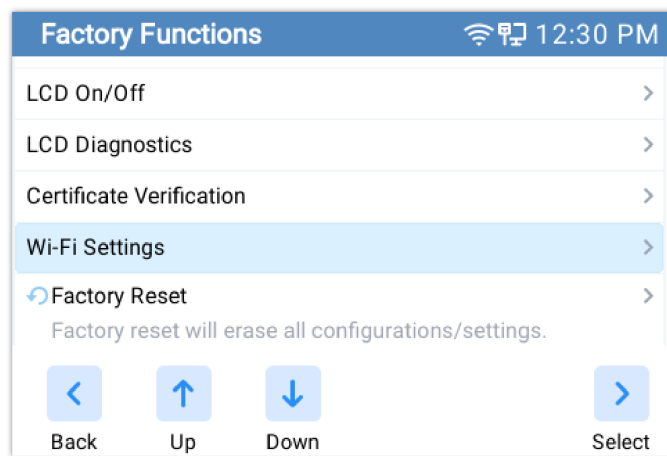 Factory Functions 12:30 PM
LCD On/Off
LCD Diagnostics
Certificate Verification
Wi-Fi Settings
Factory Reset
Factory reset will erase all configurations/settings.
Back Up Down Select